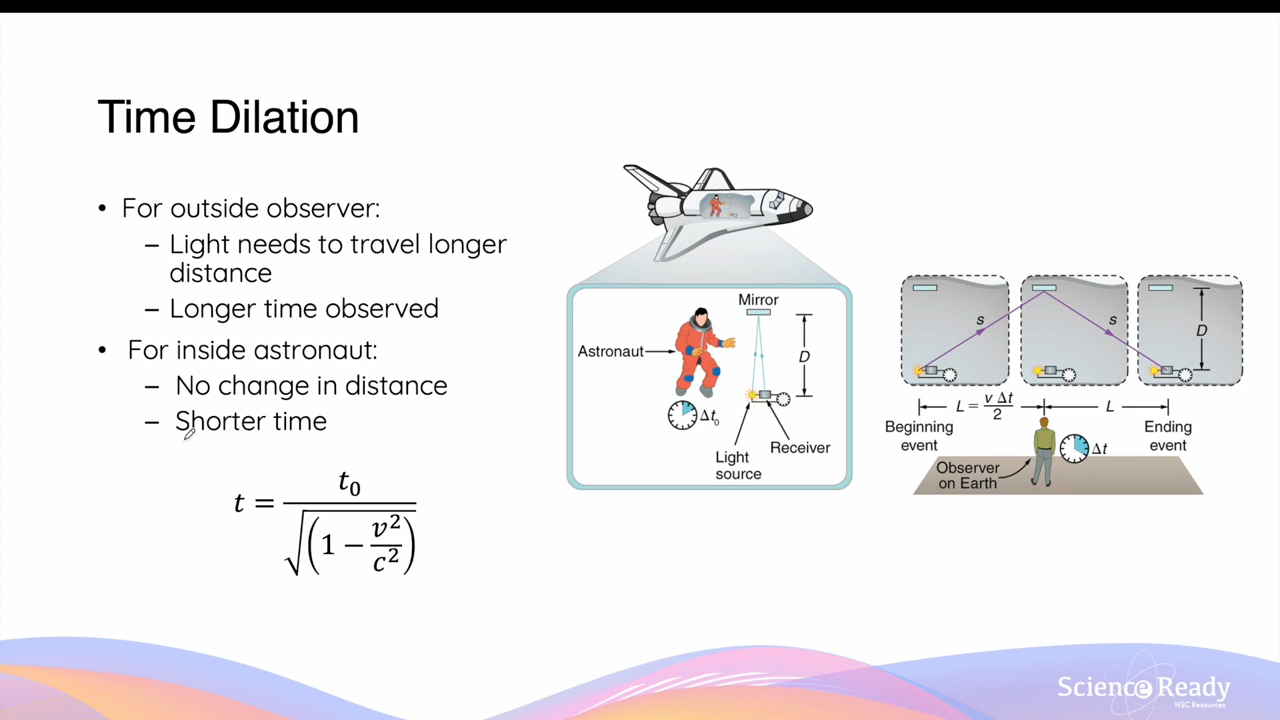 Time Dilation
• For outside observer:
– Light needs to travel longer
distance
– Longer time observed
• For inside astronaut:
– No change in distance
– Shorter time
t = t₀ / √(1 − v²/c²)
Mirror
Astronaut
D
Δt₀
Receiver
Light
source
s
s
D
L = v Δt / 2
L
Beginning
event
Ending
event
Δt
Observer
on Earth
Science Ready
HSC Resources